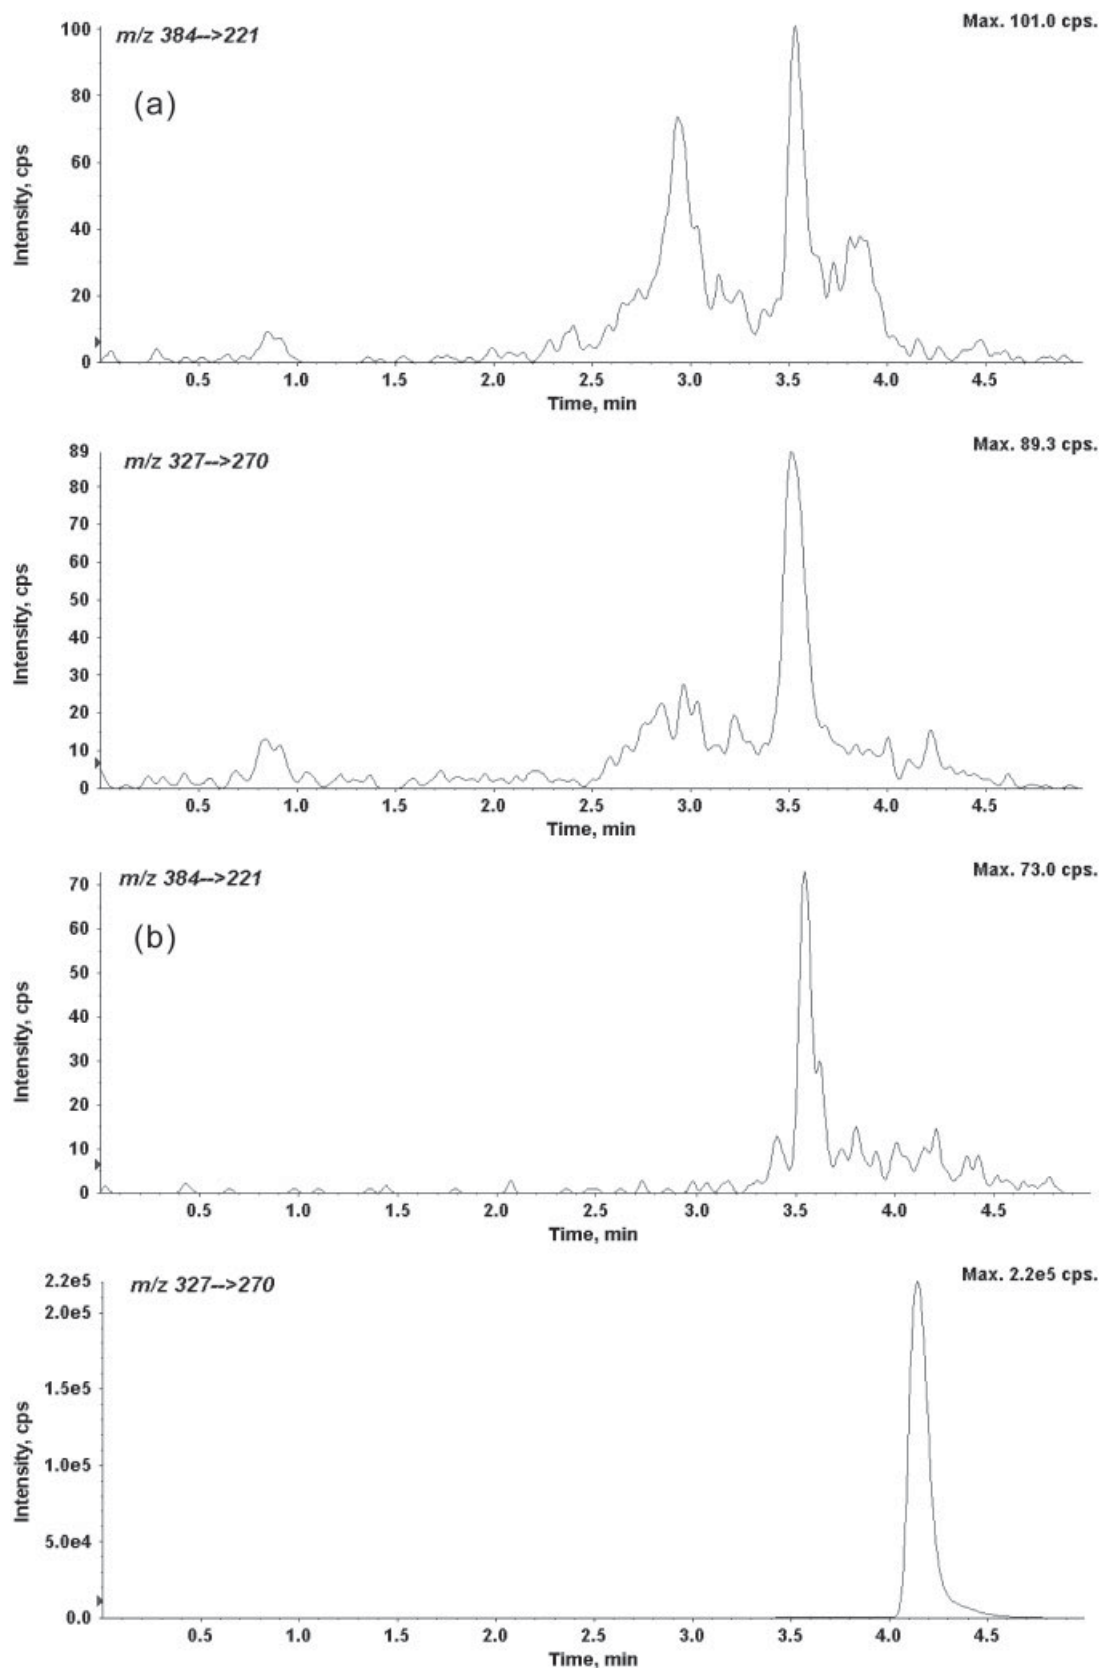 m/z 384-->221
Max. 101.0 cps.
(a)
Intensity, cps
100
80
60
40
20
0
0.5 1.0 1.5 2.0 2.5 3.0 3.5 4.0 4.5
Time, min
m/z 327-->270
Max. 89.3 cps.
Intensity, cps
89
80
70
60
50
40
30
20
10
0
0.5 1.0 1.5 2.0 2.5 3.0 3.5 4.0 4.5
Time, min
m/z 384-->221
Max. 73.0 cps.
(b)
Intensity, cps
70
60
50
40
30
20
10
0
0.5 1.0 1.5 2.0 2.5 3.0 3.5 4.0 4.5
Time, min
m/z 327-->270
Max. 2.2e5 cps.
Intensity, cps
2.2e5
2.0e5
1.5e5
1.0e5
5.0e4
0.0
0.5 1.0 1.5 2.0 2.5 3.0 3.5 4.0 4.5
Time, min